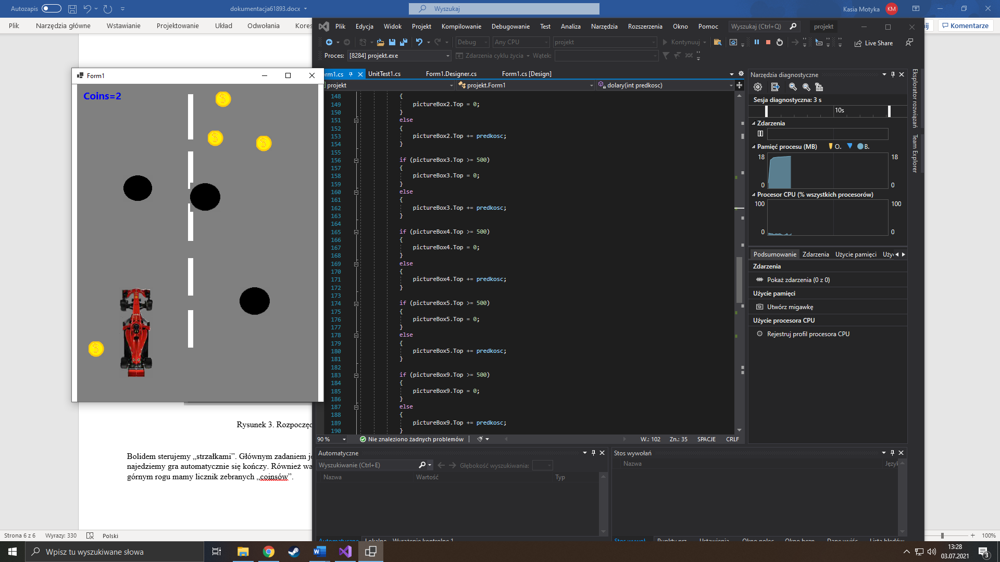 Autozapis
dokumentacja61893.docx
Wyszukaj
Kasia Motyka
KM
Plik Narzędzia główne Wstawianie Projektowanie Układ Odwołania
Komentarze
Plik Edycja Widok Projekt Kompilowanie Debugowanie Test Analiza Narzędzia Rozszerzenia Okno Pomoc
Wyszukaj (Ctrl+Q)
projekt
Debug Any CPU projekt Kontynuuj
Live Share
Proces: [8284] projekt.exe Zdarzenia cyklu życia Wątek:
UnitTest1.cs Form1.Designer.cs Form1.cs [Design]
projekt projekt.Form1 dolary(int predkosc)
148 {
149 pictureBox2.Top = 0;
150 }
151 else
152 {
153 pictureBox2.Top += predkosc;
154 }
155
156 if (pictureBox3.Top >= 500)
157 {
158 pictureBox3.Top = 0;
159 }
160 else
161 {
162 pictureBox3.Top += predkosc;
163 }
164
165 if (pictureBox4.Top >= 500)
166 {
167 pictureBox4.Top = 0;
168 }
169 else
170 {
171 pictureBox4.Top += predkosc;
172 }
173
174 if (pictureBox5.Top >= 500)
175 {
176 pictureBox5.Top = 0;
177 }
178 else
179 {
180 pictureBox5.Top += predkosc;
181 }
182
183 if (pictureBox9.Top >= 500)
184 {
185 pictureBox9.Top = 0;
186 }
187 else
188 {
189 pictureBox9.Top += predkosc;
190 }
90 % Nie znaleziono żadnych problemów W.: 102 Zn.: 35 SPACJE CRLF
Form1
Coins=2
Narzędzia diagnostyczne
Sesja diagnostyczna: 3 s
10s
Zdarzenia
Pamięć procesu (MB) O.. B.
18 18
0 0
Procesor CPU (% wszystkich procesorów)
100 100
0 0
Podsumowanie Zdarzenia Użycie pamięci
Zdarzenia
Pokaż zdarzenia (0 z 0)
Użycie pamięci
Utwórz migawkę
Użycie procesora CPU
Rejestruj profil procesora CPU
Eksplorator rozwiązań
Team Explorer
Automatyczne
Wyszukiwanie (Ctrl+E) Głębokość wyszukiwania:
Nazwa Wartość Typ
Stos wywołań
Nazwa
Automatyczne Lokalne Wyrażenie kontrolne 1
Rysunek 3.
Bolidem sterujemy „strzałkami”. Głównym zadaniem
najedziemy gra automatycznie się kończy. Również
górnym rogu mamy licznik zebranych „coinsów”.
Strona 6 z 6 Wyrazy: 330 Polski
100%
Wpisz tu wyszukiwane słowa
13:28
03.07.2021
3